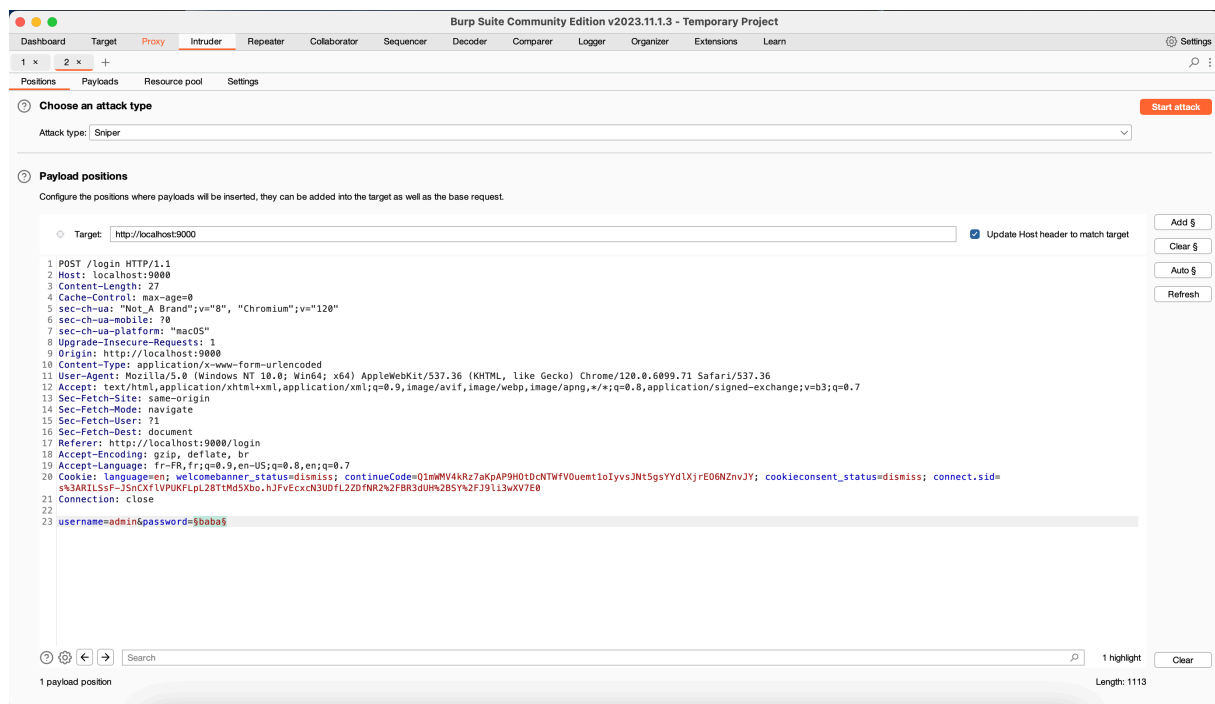 Burp Suite Community Edition v2023.11.1.3 - Temporary Project
Dashboard Target Proxy Intruder Repeater Collaborator Sequencer Decoder Comparer Logger Organizer Extensions Learn Settings
1 × 2 × +
Positions Payloads Resource pool Settings
? Choose an attack type Start attack
Attack type: Sniper
? Payload positions
Configure the positions where payloads will be inserted, they can be added into the target as well as the base request.
Add §
Target: http://localhost:9000 Update Host header to match target
Clear §
Auto §
Refresh
1 POST /login HTTP/1.1
2 Host: localhost:9000
3 Content-Length: 27
4 Cache-Control: max-age=0
5 sec-ch-ua: "Not_A Brand";v="8", "Chromium";v="120"
6 sec-ch-ua-mobile: ?0
7 sec-ch-ua-platform: "macOS"
8 Upgrade-Insecure-Requests: 1
9 Origin: http://localhost:9000
10 Content-Type: application/x-www-form-urlencoded
11 User-Agent: Mozilla/5.0 (Windows NT 10.0; Win64; x64) AppleWebKit/537.36 (KHTML, like Gecko) Chrome/120.0.6099.71 Safari/537.36
12 Accept: text/html,application/xhtml+xml,application/xml;q=0.9,image/avif,image/webp,image/apng,*/*;q=0.8,application/signed-exchange;v=b3;q=0.7
13 Sec-Fetch-Site: same-origin
14 Sec-Fetch-Mode: navigate
15 Sec-Fetch-User: ?1
16 Sec-Fetch-Dest: document
17 Referer: http://localhost:9000/login
18 Accept-Encoding: gzip, deflate, br
19 Accept-Language: fr-FR,fr;q=0.9,en-US;q=0.8,en;q=0.7
20 Cookie: language=en; welcomebanner_status=dismiss; continueCode=Q1mWMV4kRz7aKpAP9HOtDcNTWfVOuemt1oIyvsJNt5gsYYdlXjrEO6NZnvJY; cookieconsent_status=dismiss; connect.sid=
s%3ARILSsF-JSnCXflVPUKFLpL28TtMd5Xbo.hJFvEcxcN3UDfL2ZDfNR2%2FBR3dUH%2BSY%2FJ9li3wXV7E0
21 Connection: close
22
23 username=admin&password=§baba§
? Search 1 highlight Clear
1 payload position Length: 1113